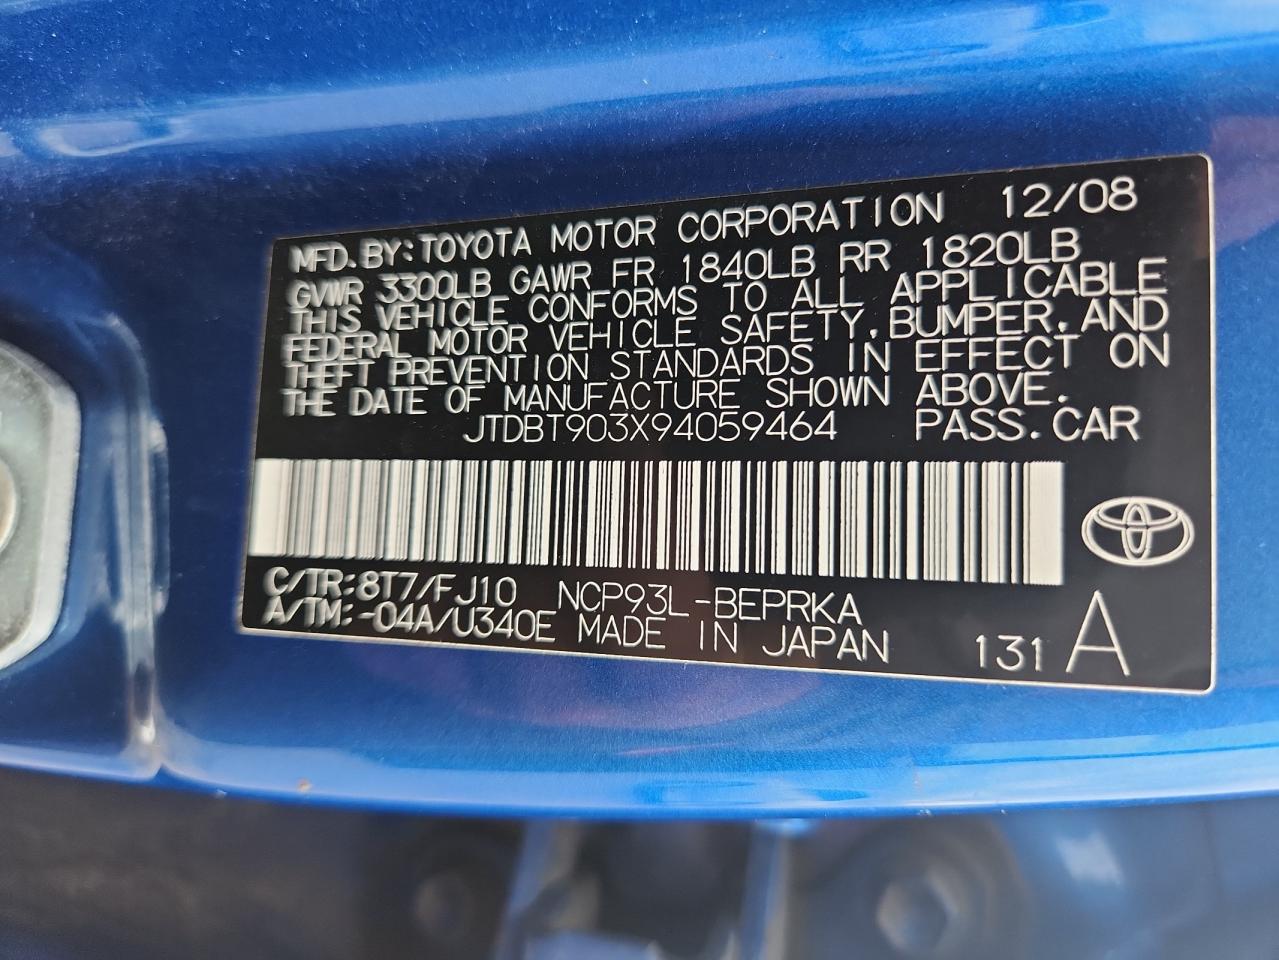 MFD. BY: TOYOTA MOTOR CORPORATION 12/08
GVWR 3300LB GAWR FR 1840LB RR 1820LB
THIS VEHICLE CONFORMS TO ALL APPLICABLE
FEDERAL MOTOR VEHICLE SAFETY, BUMPER, AND
THEFT PREVENTION STANDARDS IN EFFECT ON
THE DATE OF MANUFACTURE SHOWN ABOVE.
JTDBT903X94059464 PASS. CAR
C/TR: 8T7/FJ10 NCP93L-BEPRKA
A/TM: -04A/U340E MADE IN JAPAN 131 A